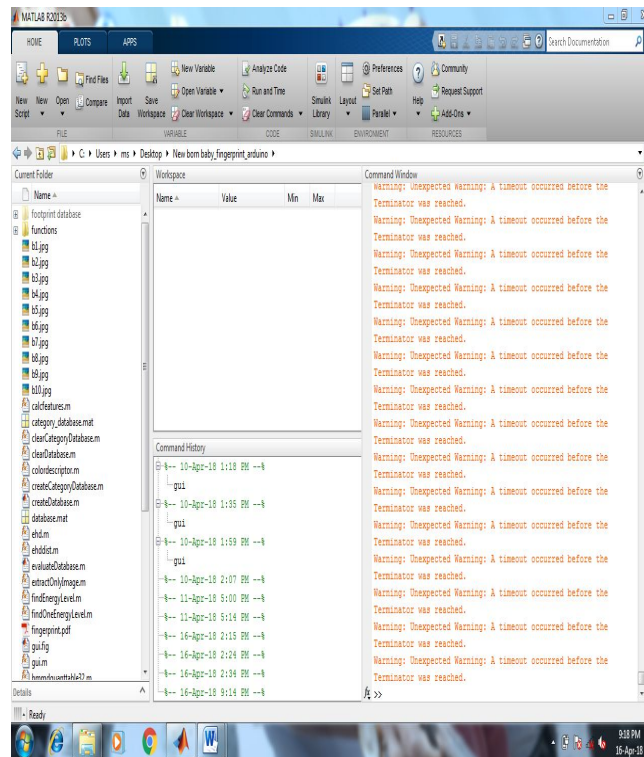 MATLAB R2013b
HOME PLOTS APPS
Search Documentation
New Script
New
Open
Find Files
Compare
Import Data
Save Workspace
New Variable
Open Variable
Clear Workspace
Analyze Code
Run and Time
Clear Commands
Simulink Library
Layout
Preferences
Set Path
Parallel
Help
Community
Request Support
Add-Ons
FILE VARIABLE CODE SIMULINK ENVIRONMENT RESOURCES
C: Users ms Desktop New born baby_fingerprint_arduino
Current Folder
Name
footprint database
functions
b1.jpg
b2.jpg
b3.jpg
b4.jpg
b5.jpg
b6.jpg
b7.jpg
b8.jpg
b9.jpg
b10.jpg
calcfeatures.m
category_database.mat
clearCategoryDatabase.m
clearDatabase.m
colordescriptor.m
createCategoryDatabase.m
createDatabase.m
database.mat
ehd.m
ehddist.m
evaluateDatabase.m
extractOnlyImage.m
findEnergyLevel.m
findOneEnergyLevel.m
fingerprint.pdf
gui.fig
gui.m
hmmdquanttable32.m
Details
Workspace
Name Value Min Max
Command History
%-- 10-Apr-18 1:18 PM --%
gui
%-- 10-Apr-18 1:35 PM --%
gui
%-- 10-Apr-18 1:59 PM --%
gui
%-- 10-Apr-18 2:07 PM --%
%-- 11-Apr-18 5:00 PM --%
%-- 11-Apr-18 5:14 PM --%
%-- 16-Apr-18 2:15 PM --%
%-- 16-Apr-18 2:24 PM --%
%-- 16-Apr-18 2:34 PM --%
%-- 16-Apr-18 9:14 PM --%
Command Window
Warning: Unexpected Warning: A timeout occurred before the
Terminator was reached.
Warning: Unexpected Warning: A timeout occurred before the
Terminator was reached.
Warning: Unexpected Warning: A timeout occurred before the
Terminator was reached.
Warning: Unexpected Warning: A timeout occurred before the
Terminator was reached.
Warning: Unexpected Warning: A timeout occurred before the
Terminator was reached.
Warning: Unexpected Warning: A timeout occurred before the
Terminator was reached.
Warning: Unexpected Warning: A timeout occurred before the
Terminator was reached.
Warning: Unexpected Warning: A timeout occurred before the
Terminator was reached.
Warning: Unexpected Warning: A timeout occurred before the
Terminator was reached.
Warning: Unexpected Warning: A timeout occurred before the
Terminator was reached.
Warning: Unexpected Warning: A timeout occurred before the
Terminator was reached.
Warning: Unexpected Warning: A timeout occurred before the
Terminator was reached.
Warning: Unexpected Warning: A timeout occurred before the
Terminator was reached.
Warning: Unexpected Warning: A timeout occurred before the
Terminator was reached.
Warning: Unexpected Warning: A timeout occurred before the
Terminator was reached.
fx >>
Ready
9:18 PM
16-Apr-18